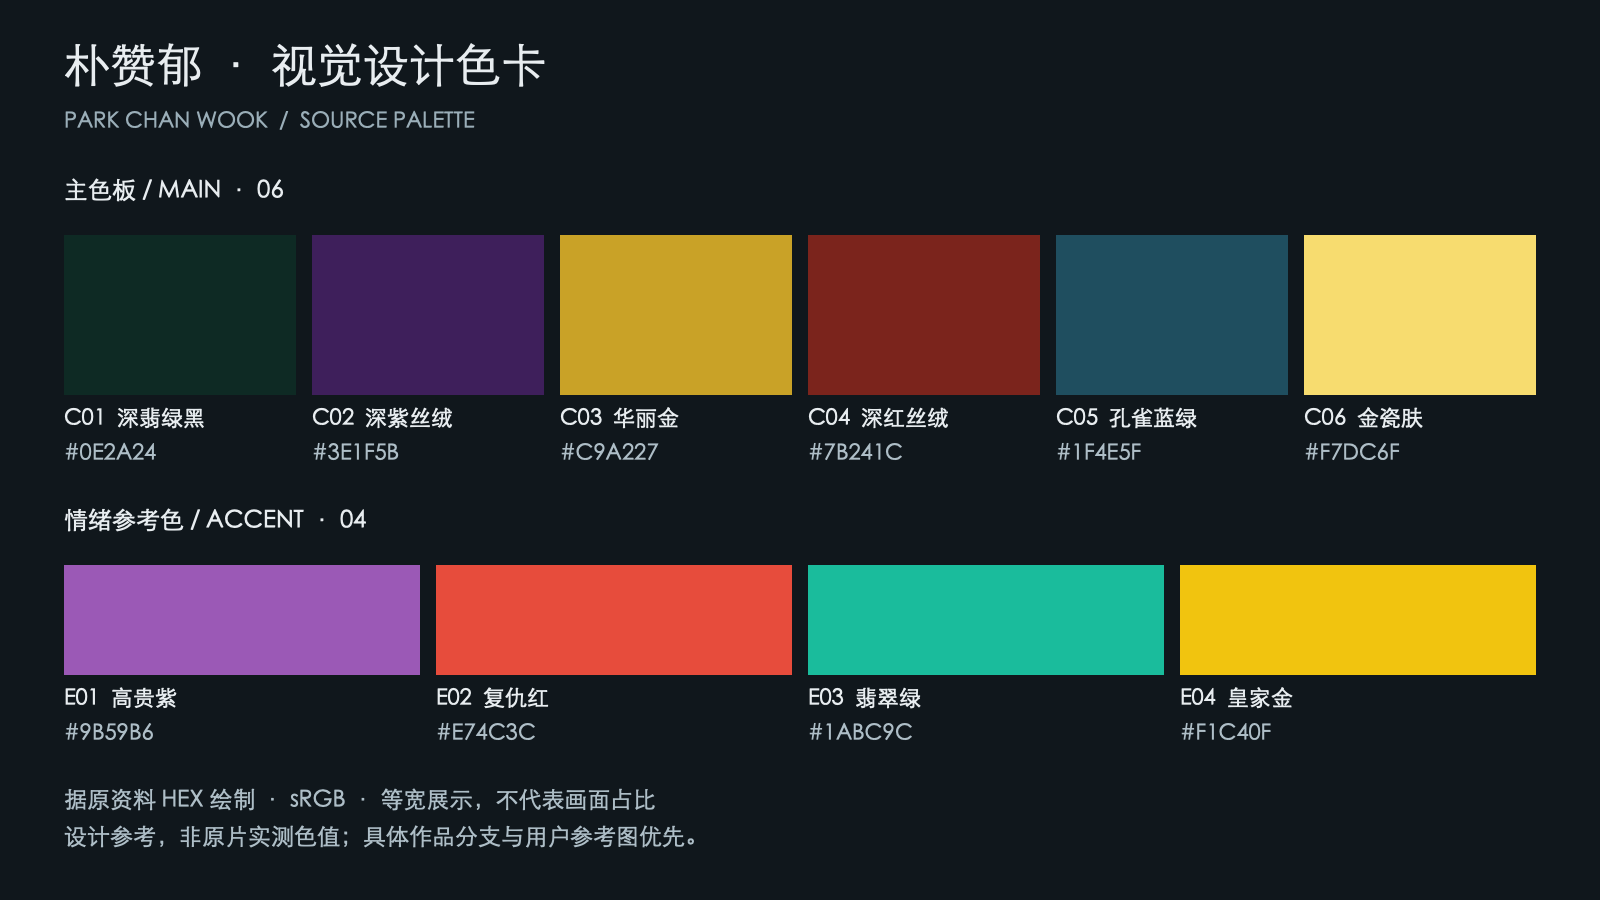 朴赞郁 · 视觉设计色卡
PARK CHAN WOOK / SOURCE PALETTE
主色板 / MAIN · 06
C01 深翡绿黑
#0E2A24
C02 深紫丝绒
#3E1F5B
C03 华丽金
#C9A227
C04 深红丝绒
#7B241C
C05 孔雀蓝绿
#1F4E5F
C06 金瓷肤
#F7DC6F
情绪参考色 / ACCENT · 04
E01 高贵紫
#9B59B6
E02 复仇红
#E74C3C
E03 翡翠绿
#1ABC9C
E04 皇家金
#F1C40F
据原资料 HEX 绘制 · sRGB · 等宽展示，不代表画面占比
设计参考，非原片实测色值；具体作品分支与用户参考图优先。